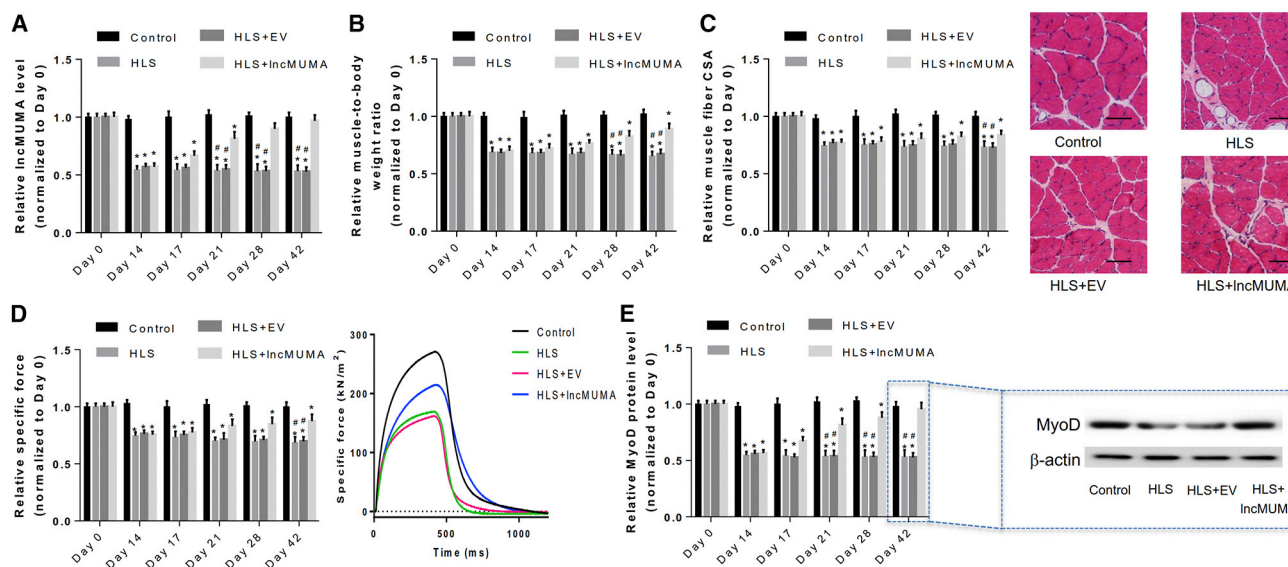 A
Control
HLS
HLS+EV
HLS+lncMUMA
Relative lncMUMA level
(normalized to Day 0)
1.5
1.0
0.5
0.0
* * * * * * # # * * * # # * * # # * *
Day 0
Day 14
Day 17
Day 21
Day 28
Day 42
B
Control
HLS
HLS+EV
HLS+lncMUMA
Relative muscle-to-body
weight ratio
(normalized to Day 0)
1.5
1.0
0.5
0.0
* * * * * * * * * # # * * * # # * * *
Day 0
Day 14
Day 17
Day 21
Day 28
Day 42
C
Control
HLS
HLS+EV
HLS+lncMUMA
Relative muscle fiber CSA
(normalized to Day 0)
1.5
1.0
0.5
0.0
* * * * * * * * * * * * # # * * *
Day 0
Day 14
Day 17
Day 21
Day 28
Day 42
Control
HLS
HLS+EV
HLS+lncMUMA
D
Control
HLS
HLS+EV
HLS+lncMUMA
Relative specific force
(normalized to Day 0)
1.5
1.0
0.5
0.0
* * * * * * * * * * * * # # * * *
Day 0
Day 14
Day 17
Day 21
Day 28
Day 42
Specific force (kN/m²)
300
200
100
0
0
500
1000
Time (ms)
Control
HLS
HLS+EV
HLS+lncMUMA
E
Control
HLS
HLS+EV
HLS+lncMUMA
Relative MyoD protein level
(normalized to Day 0)
1.5
1.0
0.5
0.0
* * * * * * # # * * * # # * * * # # * *
Day 0
Day 14
Day 17
Day 21
Day 28
Day 42
MyoD
β-actin
Control
HLS
HLS+EV
HLS+
lncMUM